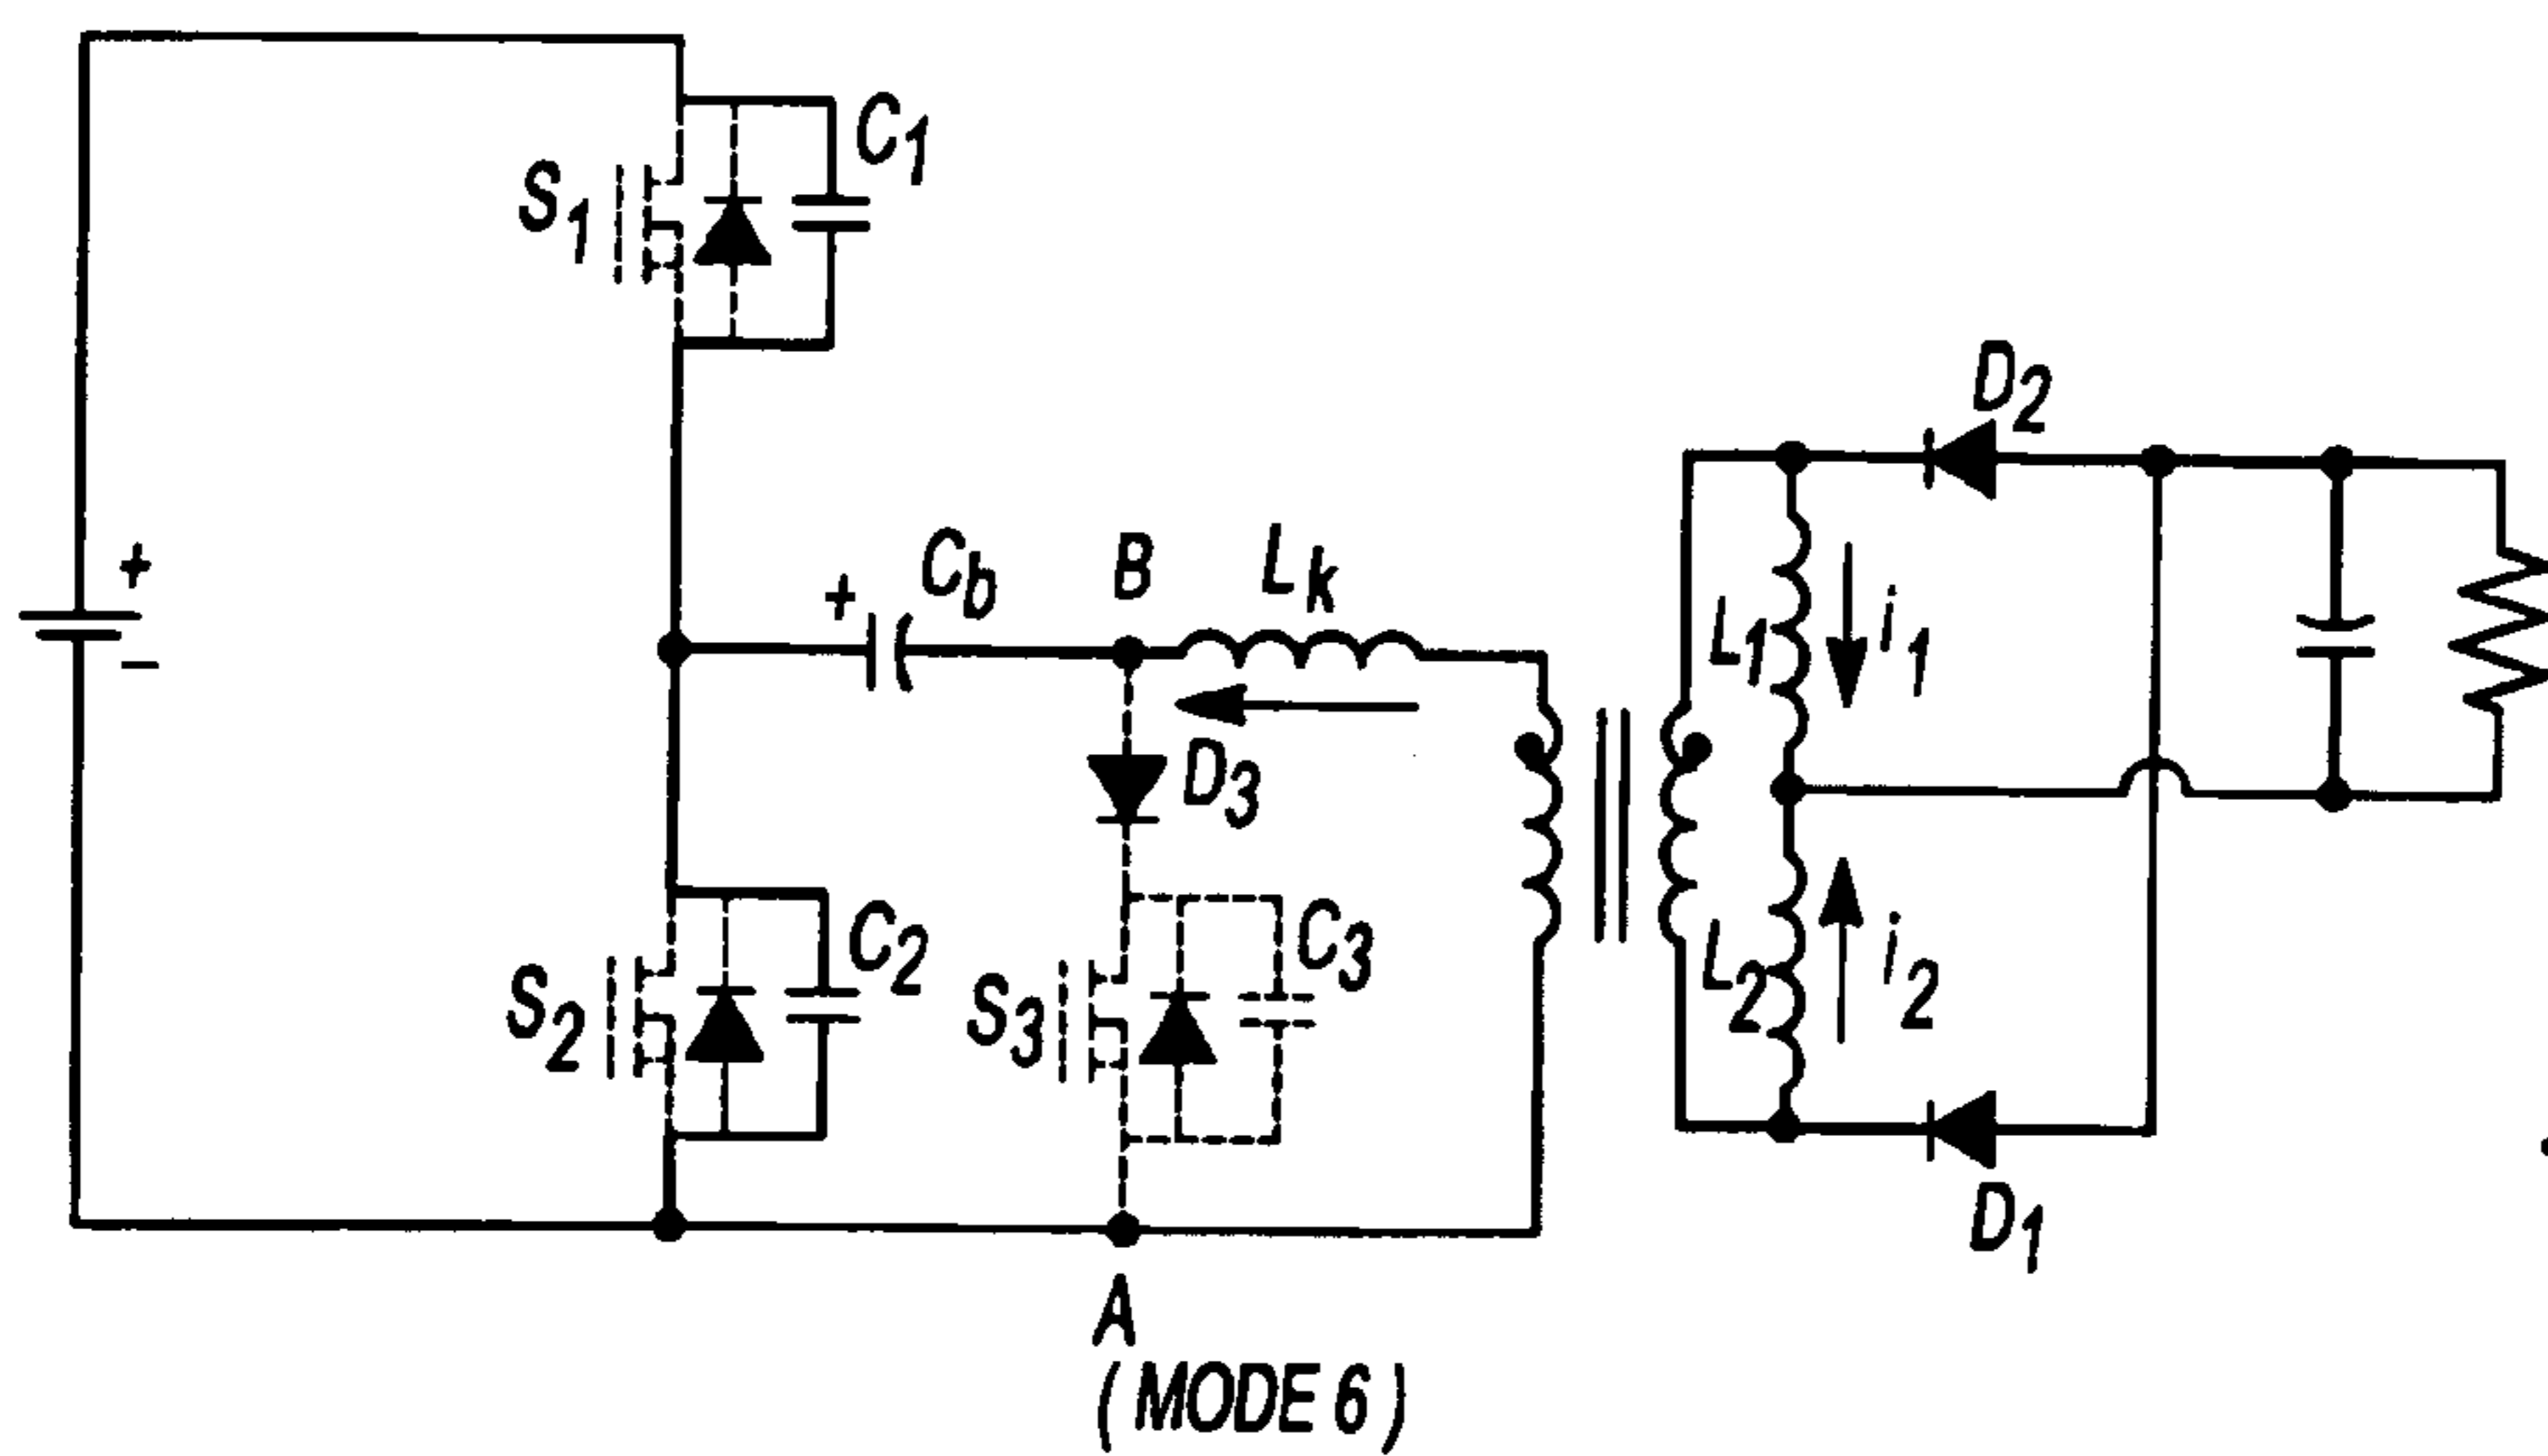 C1
S1
D2
+
Cb
B
Lk
+
L1
i1
−
D3
C2
C3
S2
S3
L2
i2
D1
A
( MODE 6 )